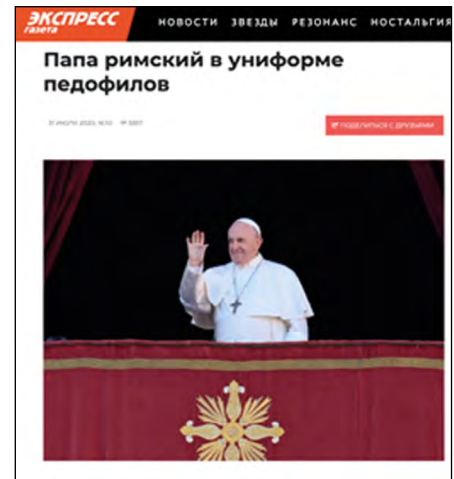 ЭКСПРЕСС
газета
НОВОСТИ ЗВЕЗДЫ РЕЗОНАНС НОСТАЛЬГИЯ
Папа римский в униформе
педофилов
ПОДЕЛИТЬСЯ С ДРУЗЬЯМИ